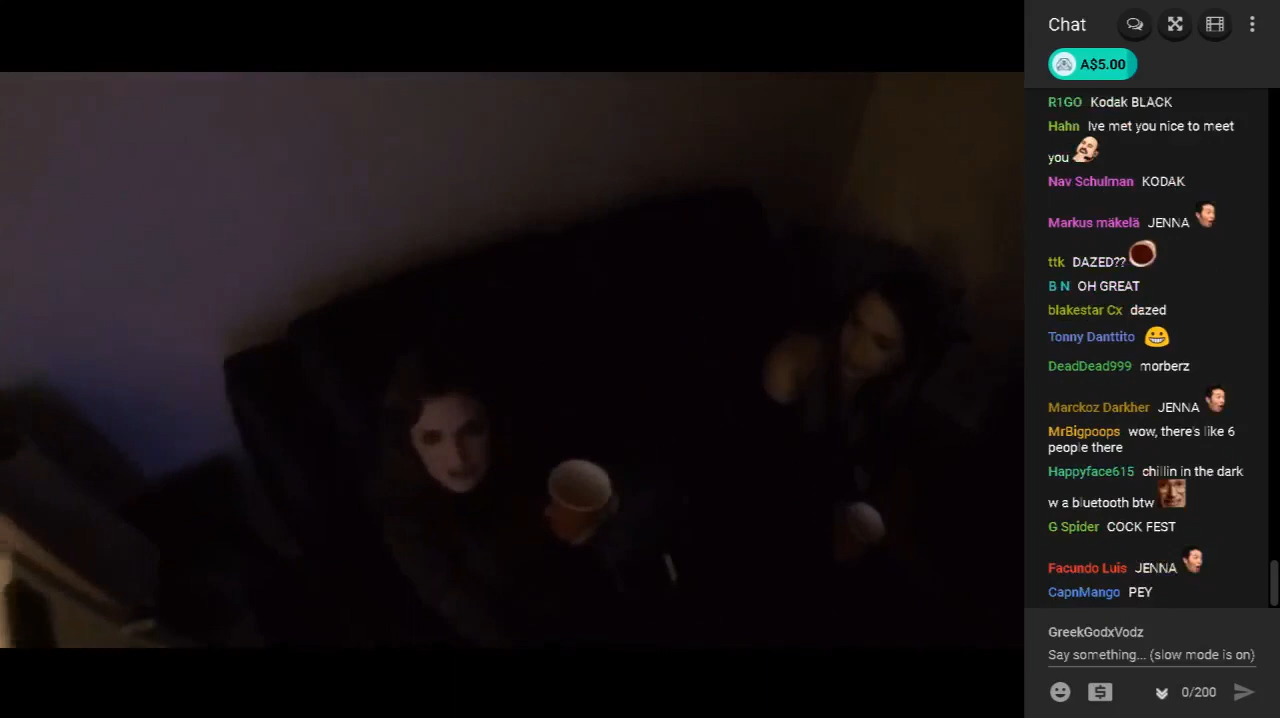 Chat
A$5.00
R1GO Kodak BLACK
Hahn Ive met you nice to meet
you
Nav Schulman KODAK
Markus mäkelä JENNA
ttk DAZED??
B N OH GREAT
blakestar Cx dazed
Tonny Danttito
DeadDead999 morberz
Marckoz Darkher JENNA
MrBigpoops wow, there's like 6
people there
Happyface615 chillin in the dark
w a bluetooth btw
G Spider COCK FEST
Facundo Luis JENNA
CapnMango PEY
GreekGodxVodz
Say something... (slow mode is on)
0/200